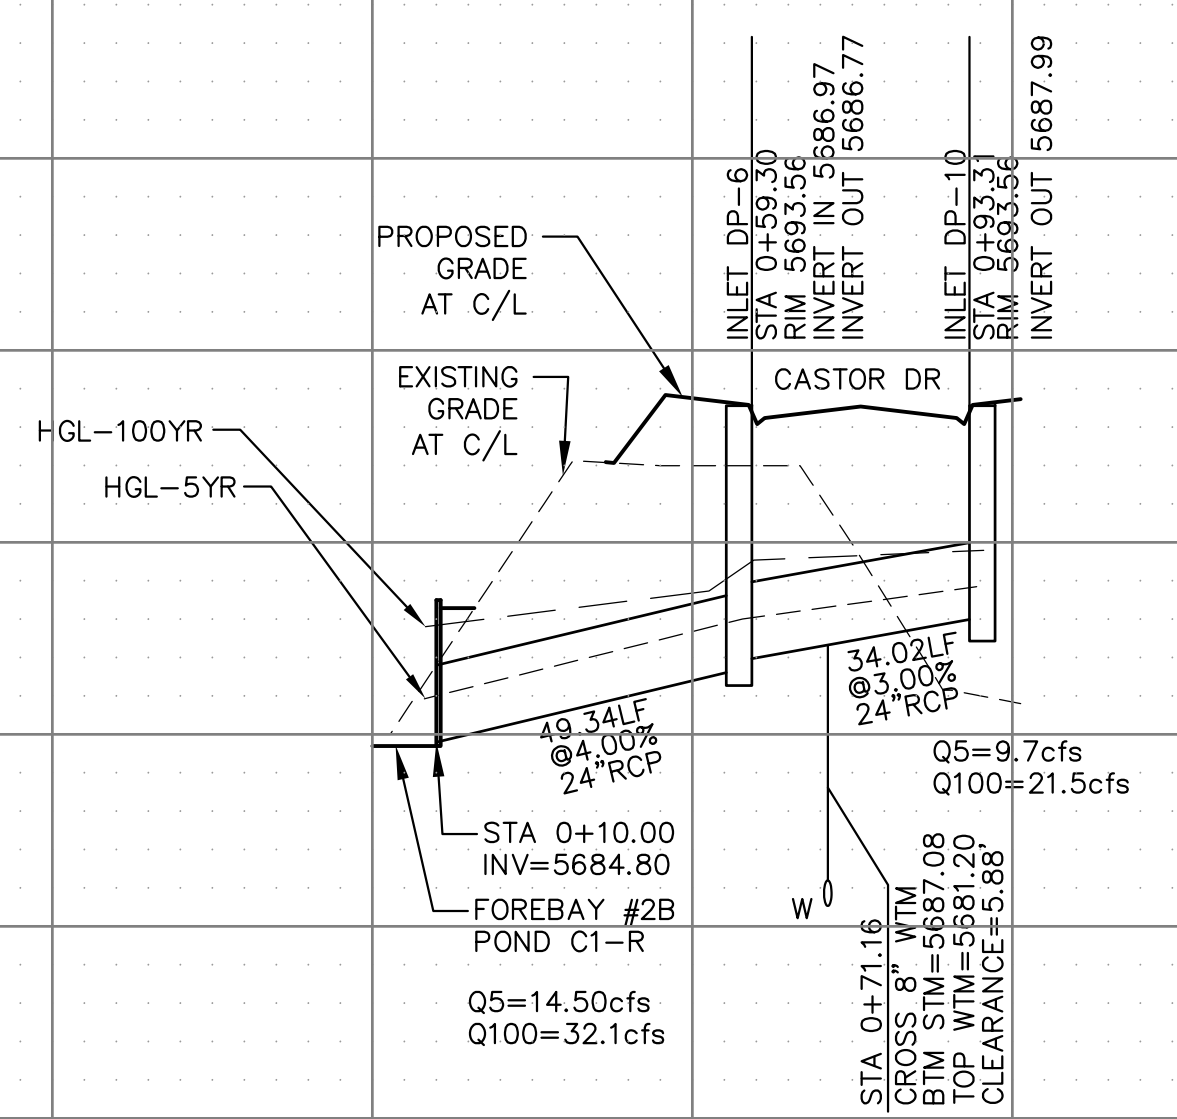 INLET DP-6
STA 0+59.30
RIM 5693.56
INVERT IN 5686.97
INVERT OUT 5686.77
INLET DP-10
STA 0+93.31
RIM 5693.56
INVERT OUT 5687.99
PROPOSED
GRADE
AT C/L
EXISTING
GRADE
AT C/L
CASTOR DR
HGL-100YR
HGL-5YR
34.02LF
@3.00%
24"RCP
49.34LF
@4.00%
24"RCP
Q5=9.7cfs
Q100=21.5cfs
STA 0+10.00
INV=5684.80
FOREBAY #2B
POND C1-R
W
Q5=14.50cfs
Q100=32.1cfs
STA 0+71.16
CROSS 8" WTM
BTM STM=5687.08
TOP WTM=5681.20
CLEARANCE=5.88'